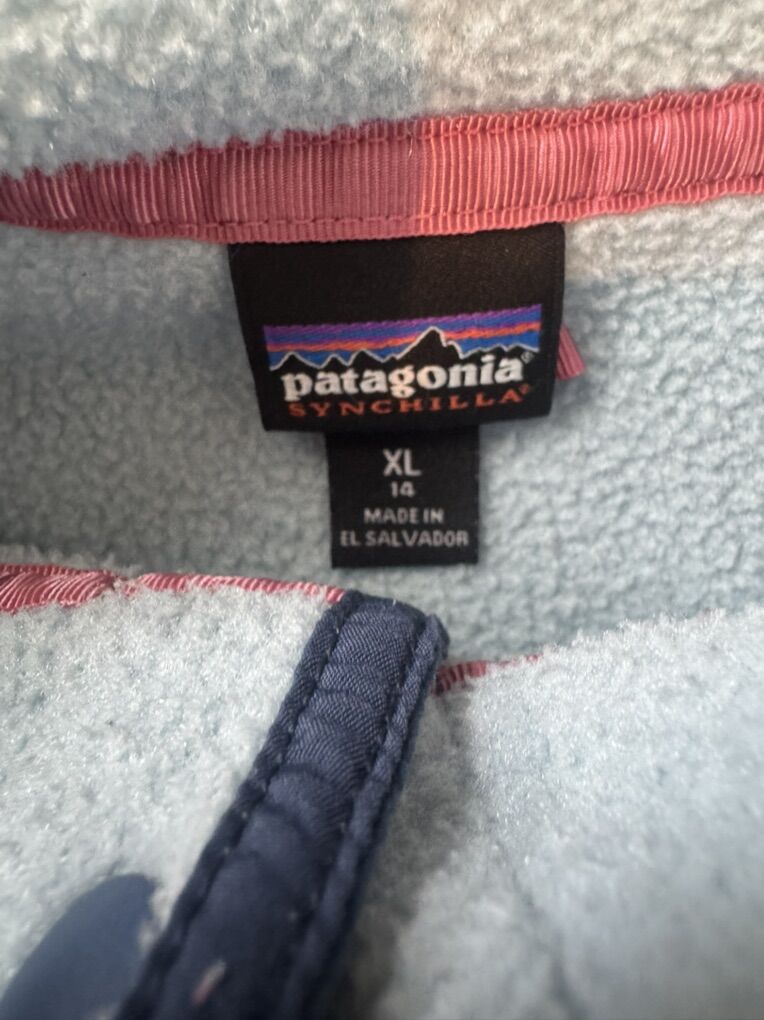 patagonia®
SYNCHILLA®
XL
14
MADE IN
EL SALVADOR